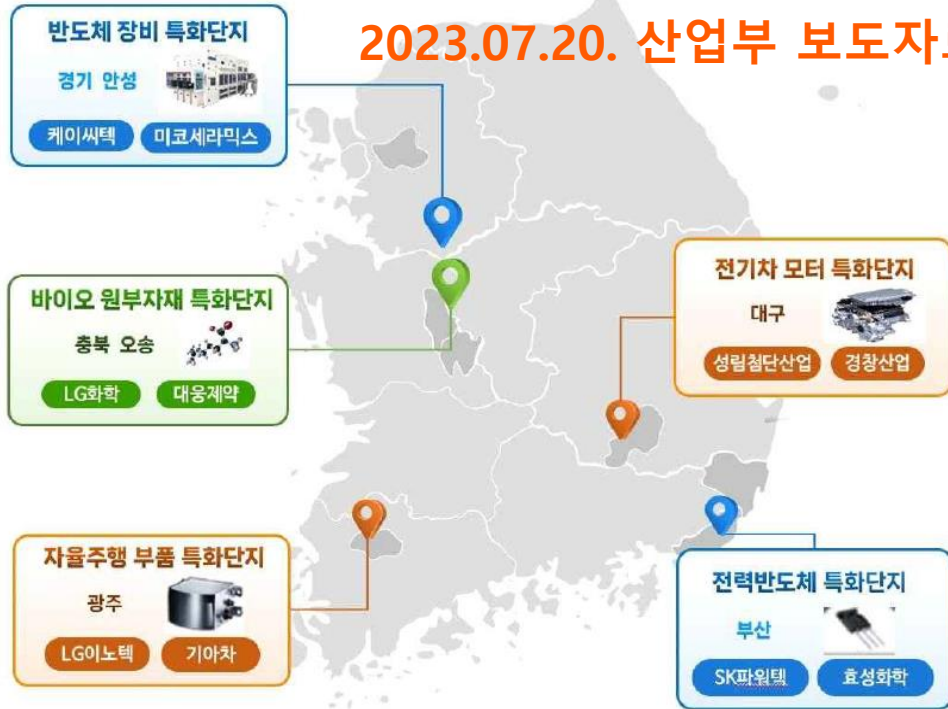 2023.07.20. 산업부 보도자
반도체 장비 특화단지
경기 안성
케이씨텍 미코세라믹스
바이오 원부자재 특화단지
충북 오송
LG화학 대웅제약
자율주행 부품 특화단지
광주
LG이노텍 기아차
전기차 모터 특화단지
대구
성림첨단산업 경창산업
전력반도체 특화단지
부산
SK파워텍 효성화학